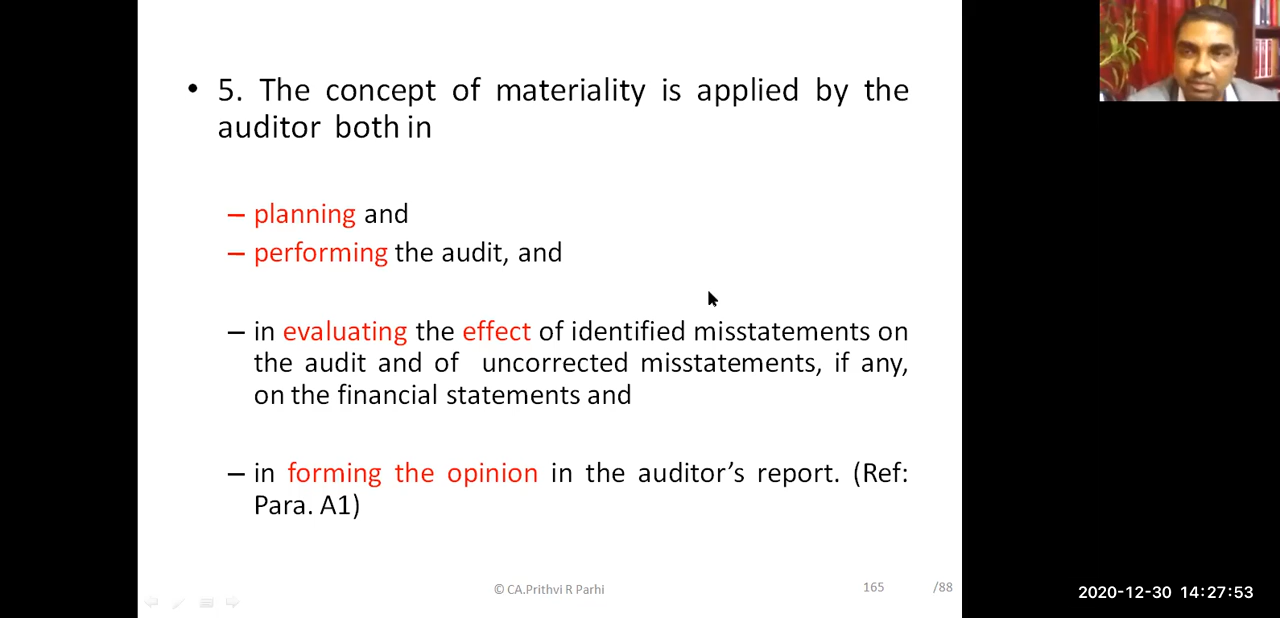 • 5. The concept of materiality is applied by the
auditor both in
– planning and
– performing the audit, and
– in evaluating the effect of identified misstatements on
the audit and of uncorrected misstatements, if any,
on the financial statements and
– in forming the opinion in the auditor’s report. (Ref:
Para. A1)
© CA.Prithvi R Parhi
165 /88
2020-12-30 14:27:53